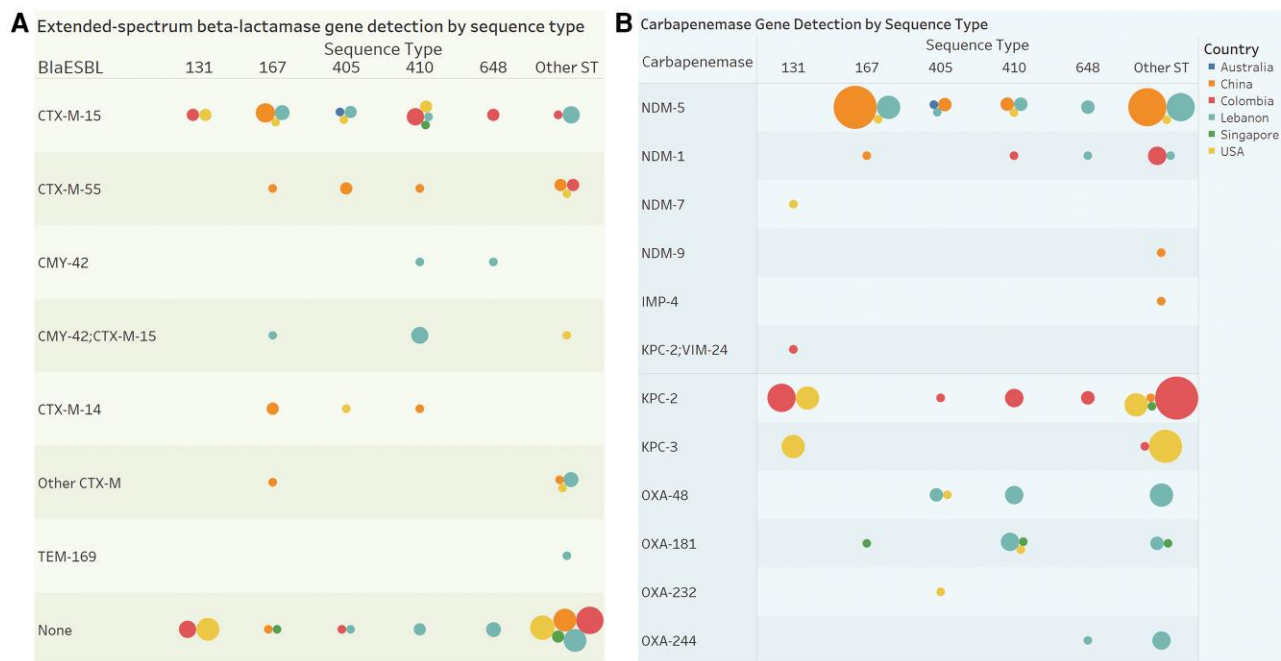 A Extended-spectrum beta-lactamase gene detection by sequence type
Sequence Type
BlaESBL 131 167 405 410 648 Other ST
CTX-M-15
CTX-M-55
CMY-42
CMY-42;CTX-M-15
CTX-M-14
Other CTX-M
TEM-169
None
B Carbapenemase Gene Detection by Sequence Type
Sequence Type
Carbapenemase 131 167 405 410 648 Other ST
NDM-5
NDM-1
NDM-7
NDM-9
IMP-4
KPC-2;VIM-24
KPC-2
KPC-3
OXA-48
OXA-181
OXA-232
OXA-244
Country
Australia
China
Colombia
Lebanon
Singapore
USA